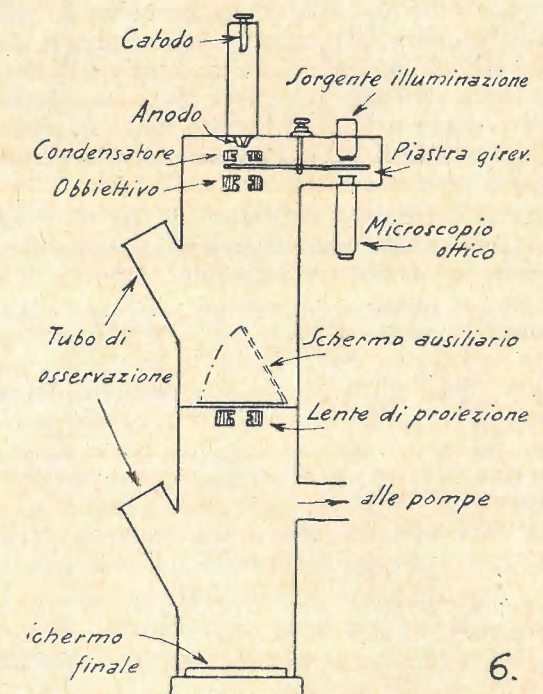 Catodo
Sorgente illuminazione
Anodo
Condensatore
Piastra girev.
Obbiettivo
Microscopio
ottico
Tubo di
osservazione
Schermo ausiliario
Lente di proiezione
alle pompe
ichermo
finale
6.